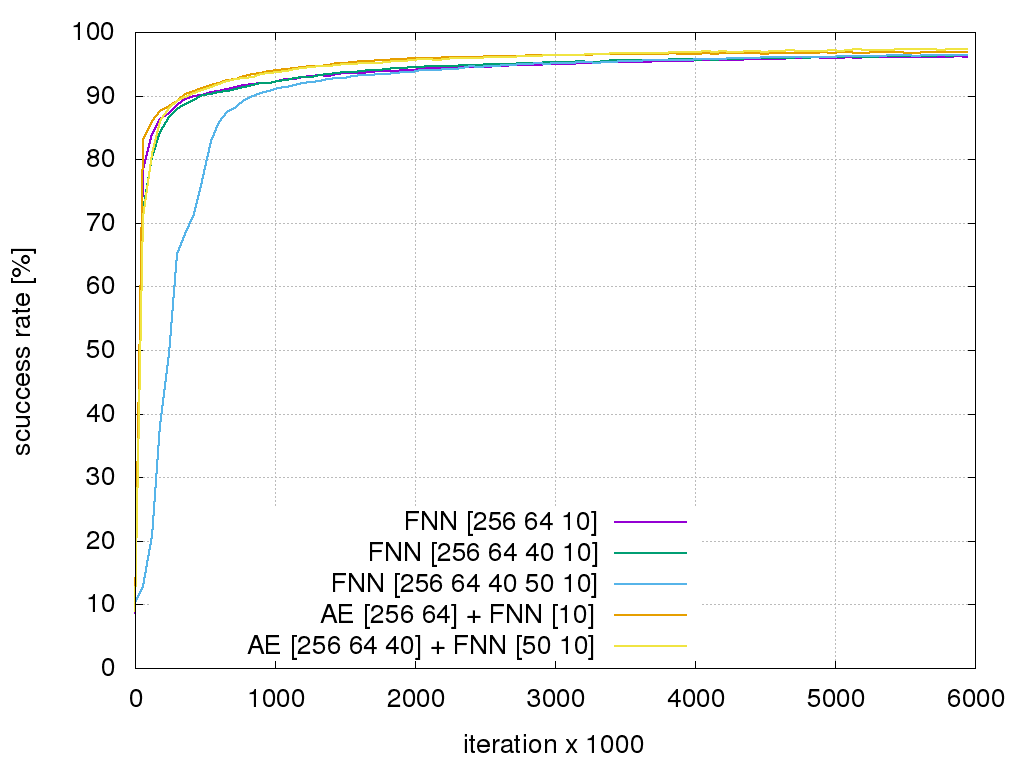 100
90
80
70
60
50
40
30
20
10
0
scuccess rate [%]
FNN [256 64 10]
FNN [256 64 40 10]
FNN [256 64 40 50 10]
AE [256 64] + FNN [10]
AE [256 64 40] + FNN [50 10]
0 1000 2000 3000 4000 5000 6000
iteration x 1000